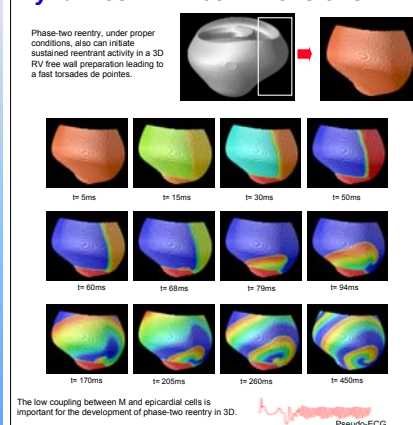 Phase-two reentry, under proper
conditions, also can initiate
sustained reentrant activity in a 3D
RV free wall preparation leading to
a fast torsades de pointes.
t= 5ms
t= 15ms
t= 30ms
t= 50ms
t= 60ms
t= 68ms
t= 79ms
t= 94ms
t= 170ms
t= 205ms
t= 260ms
t= 450ms
The low coupling between M and epicardial cells is
important for the development of phase-two reentry in 3D.
Pseudo-ECG